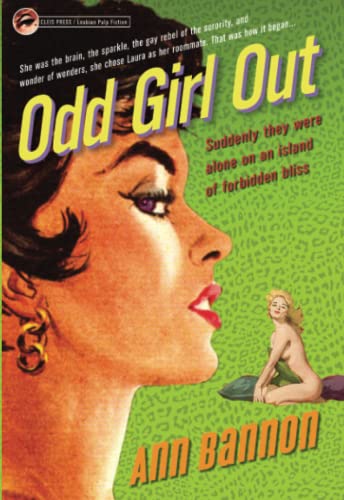 CLEIS PRESS / Lesbian Pulp Fiction
She was the brain, the sparkle, the gay rebel of the sorority, and
wonder of wonders, she chose Laura as her roommate. That was how it began...
Odd Girl Out
Suddenly they were
alone on an island
of forbidden bliss
Ann Bannon